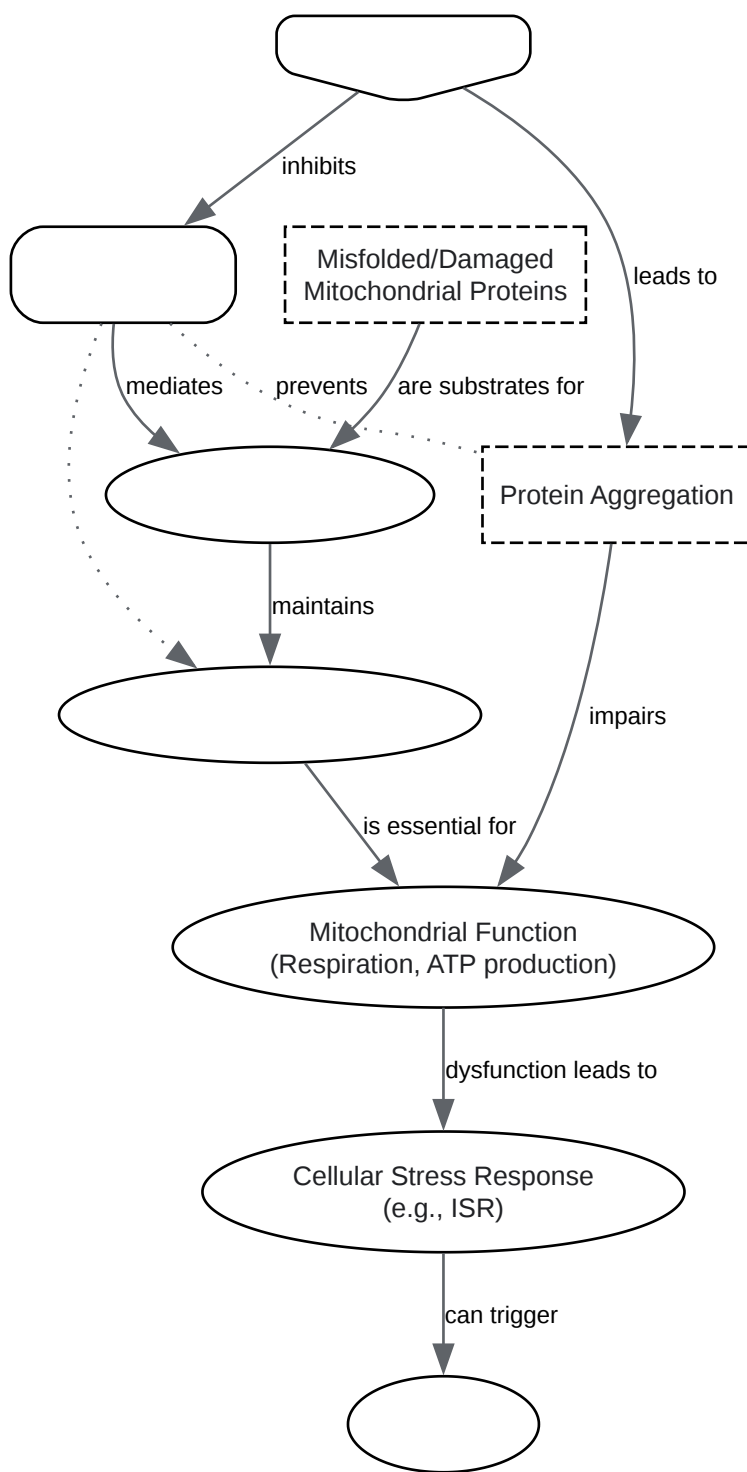 inhibits
Misfolded/Damaged
Mitochondrial Proteins
leads to
mediates
prevents
are substrates for
Protein Aggregation
maintains
impairs
is essential for
Mitochondrial Function
(Respiration, ATP production)
dysfunction leads to
Cellular Stress Response
(e.g., ISR)
can trigger